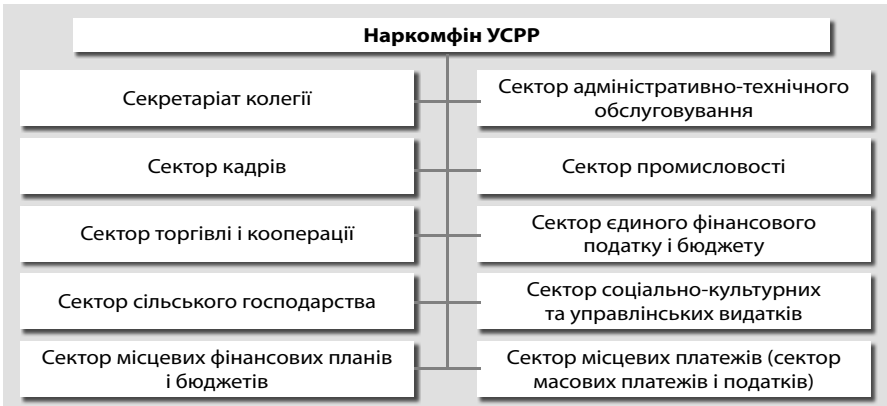 Наркомфін УСРР
Секретаріат колегії
Сектор адміністративно-технічного
обслуговування
Сектор кадрів
Сектор промисловості
Сектор торгівлі і кооперації
Сектор єдиного фінансового
податку і бюджету
Сектор сільського господарства
Сектор соціально-культурних
та управлінських видатків
Сектор місцевих фінансових планів
і бюджетів
Сектор місцевих платежів (сектор
масових платежів і податків)